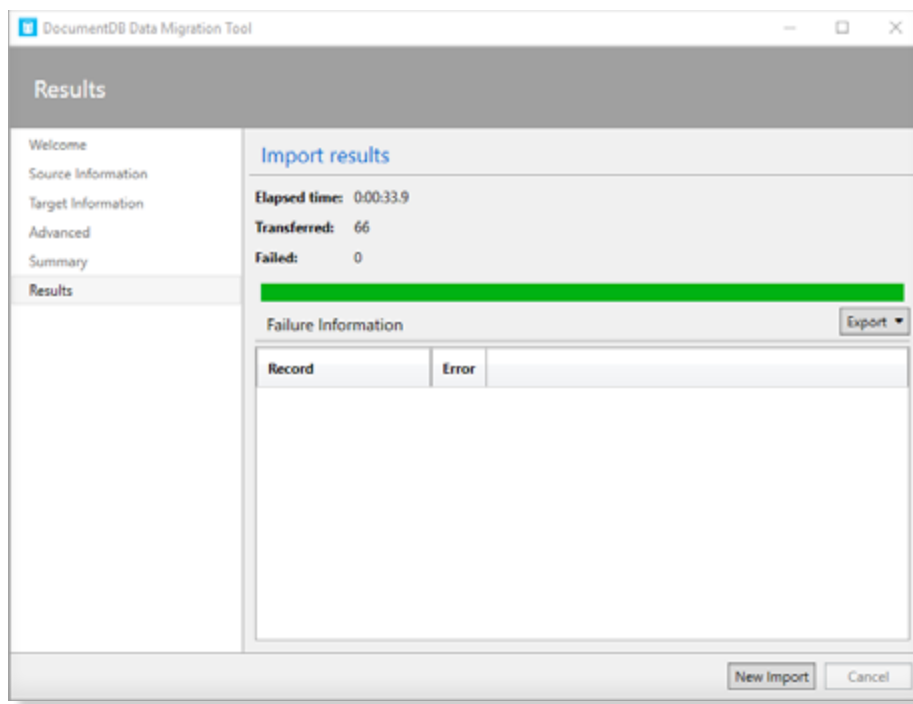 DocumentDB Data Migration Tool
Results
Welcome
Source Information
Target Information
Advanced
Summary
Results
Import results
Elapsed time: 0:00:33.9
Transferred: 66
Failed: 0
Failure Information
Export
Record Error
New Import Cancel